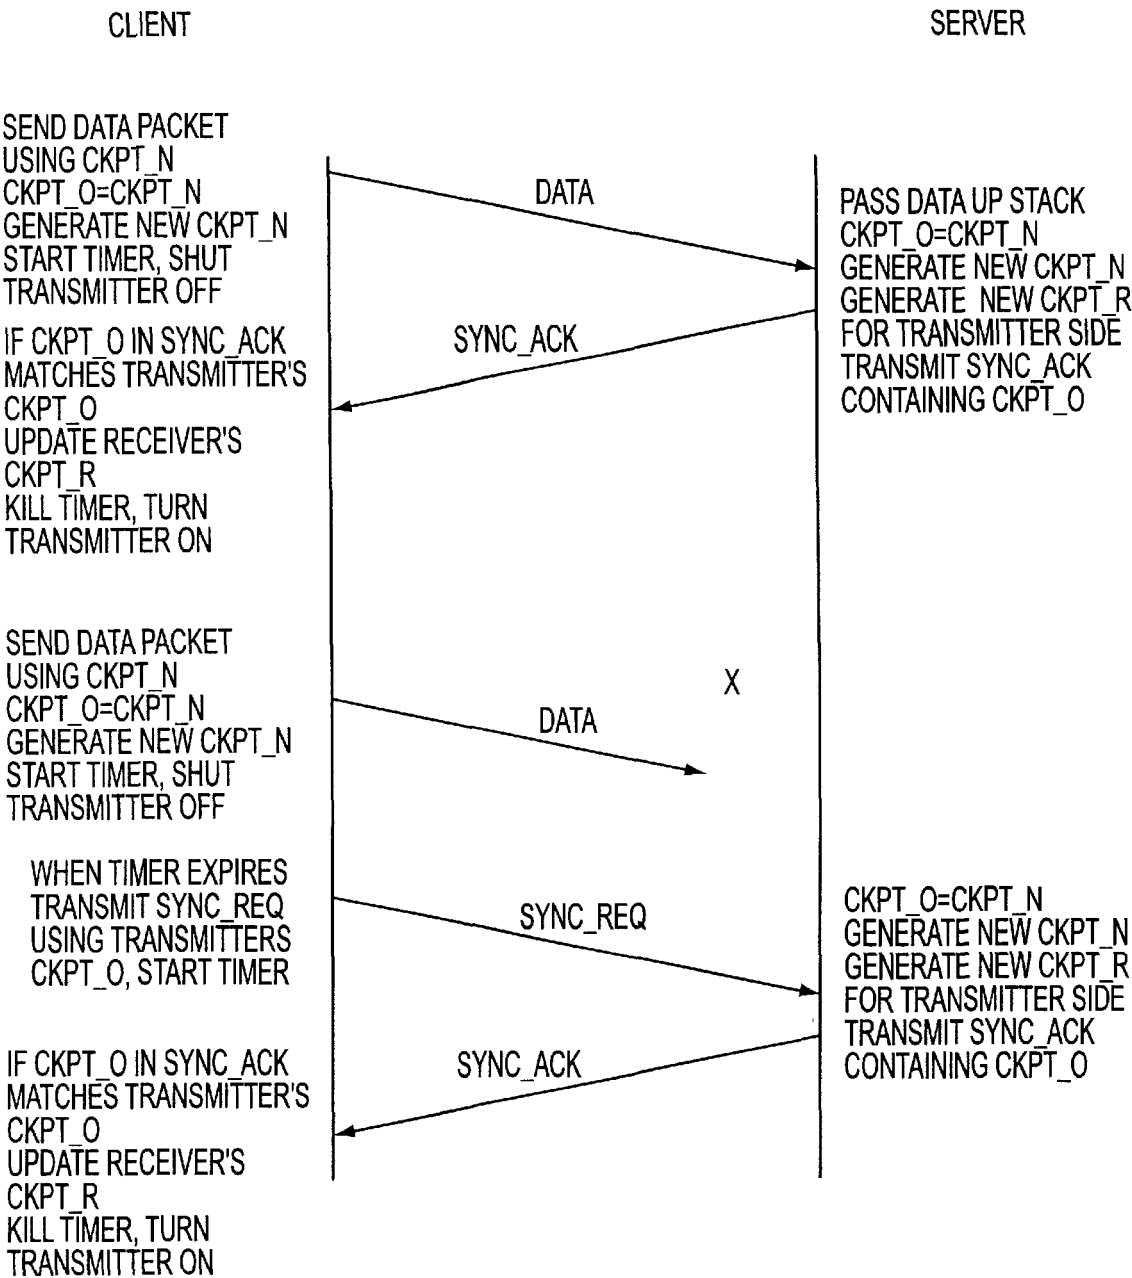 CLIENT
SERVER
SEND DATA PACKET
USING CKPT_N
CKPT_O=CKPT_N
GENERATE NEW CKPT_N
START TIMER, SHUT
TRANSMITTER OFF
DATA
PASS DATA UP STACK
CKPT_O=CKPT_N
GENERATE NEW CKPT_N
GENERATE NEW CKPT_R
FOR TRANSMITTER SIDE
TRANSMIT SYNC_ACK
CONTAINING CKPT_O
SYNC_ACK
IF CKPT_O IN SYNC_ACK
MATCHES TRANSMITTER'S
CKPT_O
UPDATE RECEIVER'S
CKPT_R
KILL TIMER, TURN
TRANSMITTER ON
SEND DATA PACKET
USING CKPT_N
CKPT_O=CKPT_N
GENERATE NEW CKPT_N
START TIMER, SHUT
TRANSMITTER OFF
DATA
X
WHEN TIMER EXPIRES
TRANSMIT SYNC_REQ
USING TRANSMITTERS
CKPT_O, START TIMER
SYNC_REQ
CKPT_O=CKPT_N
GENERATE NEW CKPT_N
GENERATE NEW CKPT_R
FOR TRANSMITTER SIDE
TRANSMIT SYNC_ACK
CONTAINING CKPT_O
SYNC_ACK
IF CKPT_O IN SYNC_ACK
MATCHES TRANSMITTER'S
CKPT_O
UPDATE RECEIVER'S
CKPT_R
KILL TIMER, TURN
TRANSMITTER ON